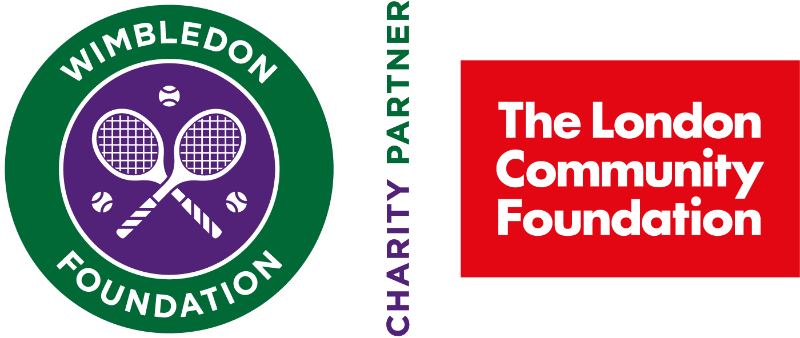 WIMBLEDON
FOUNDATION
CHARITY PARTNER
The London
Community
Foundation